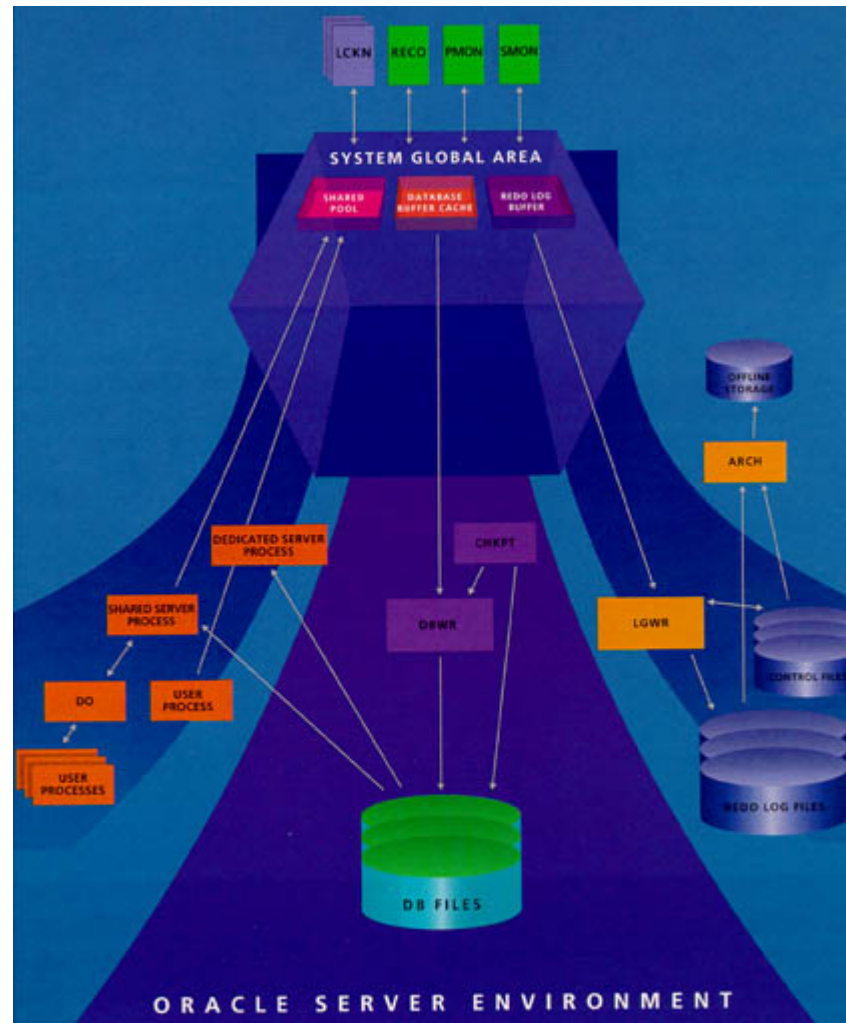 LCKN
RECO
PMON
SMON
SYSTEM GLOBAL AREA
SHARED
POOL
DATABASE
BUFFER CACHE
REDO LOG
BUFFER
OFFLINE
STORAGE
ARCH
DEDICATED SERVER
PROCESS
CHKPT
SHARED SERVER
PROCESS
DBWR
LGWR
CONTROL FILES
DO
USER
PROCESS
REDO LOG FILES
USER
PROCESSES
DB FILES
ORACLE SERVER ENVIRONMENT